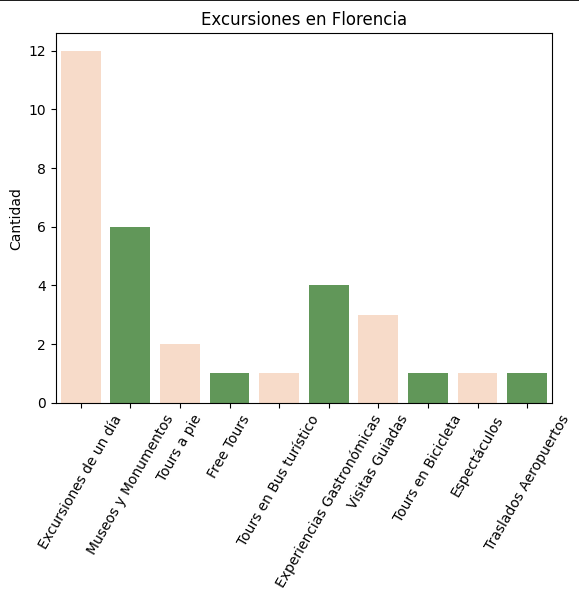 Excursiones en Florencia
Cantidad
12
10
8
6
4
2
0
Excursiones de un día
Museos y Monumentos
Tours a pie
Free Tours
Tours en Bus turístico
Experiencias Gastronómicas
Visitas Guiadas
Tours en Bicicleta
Espectáculos
Traslados Aeropuertos